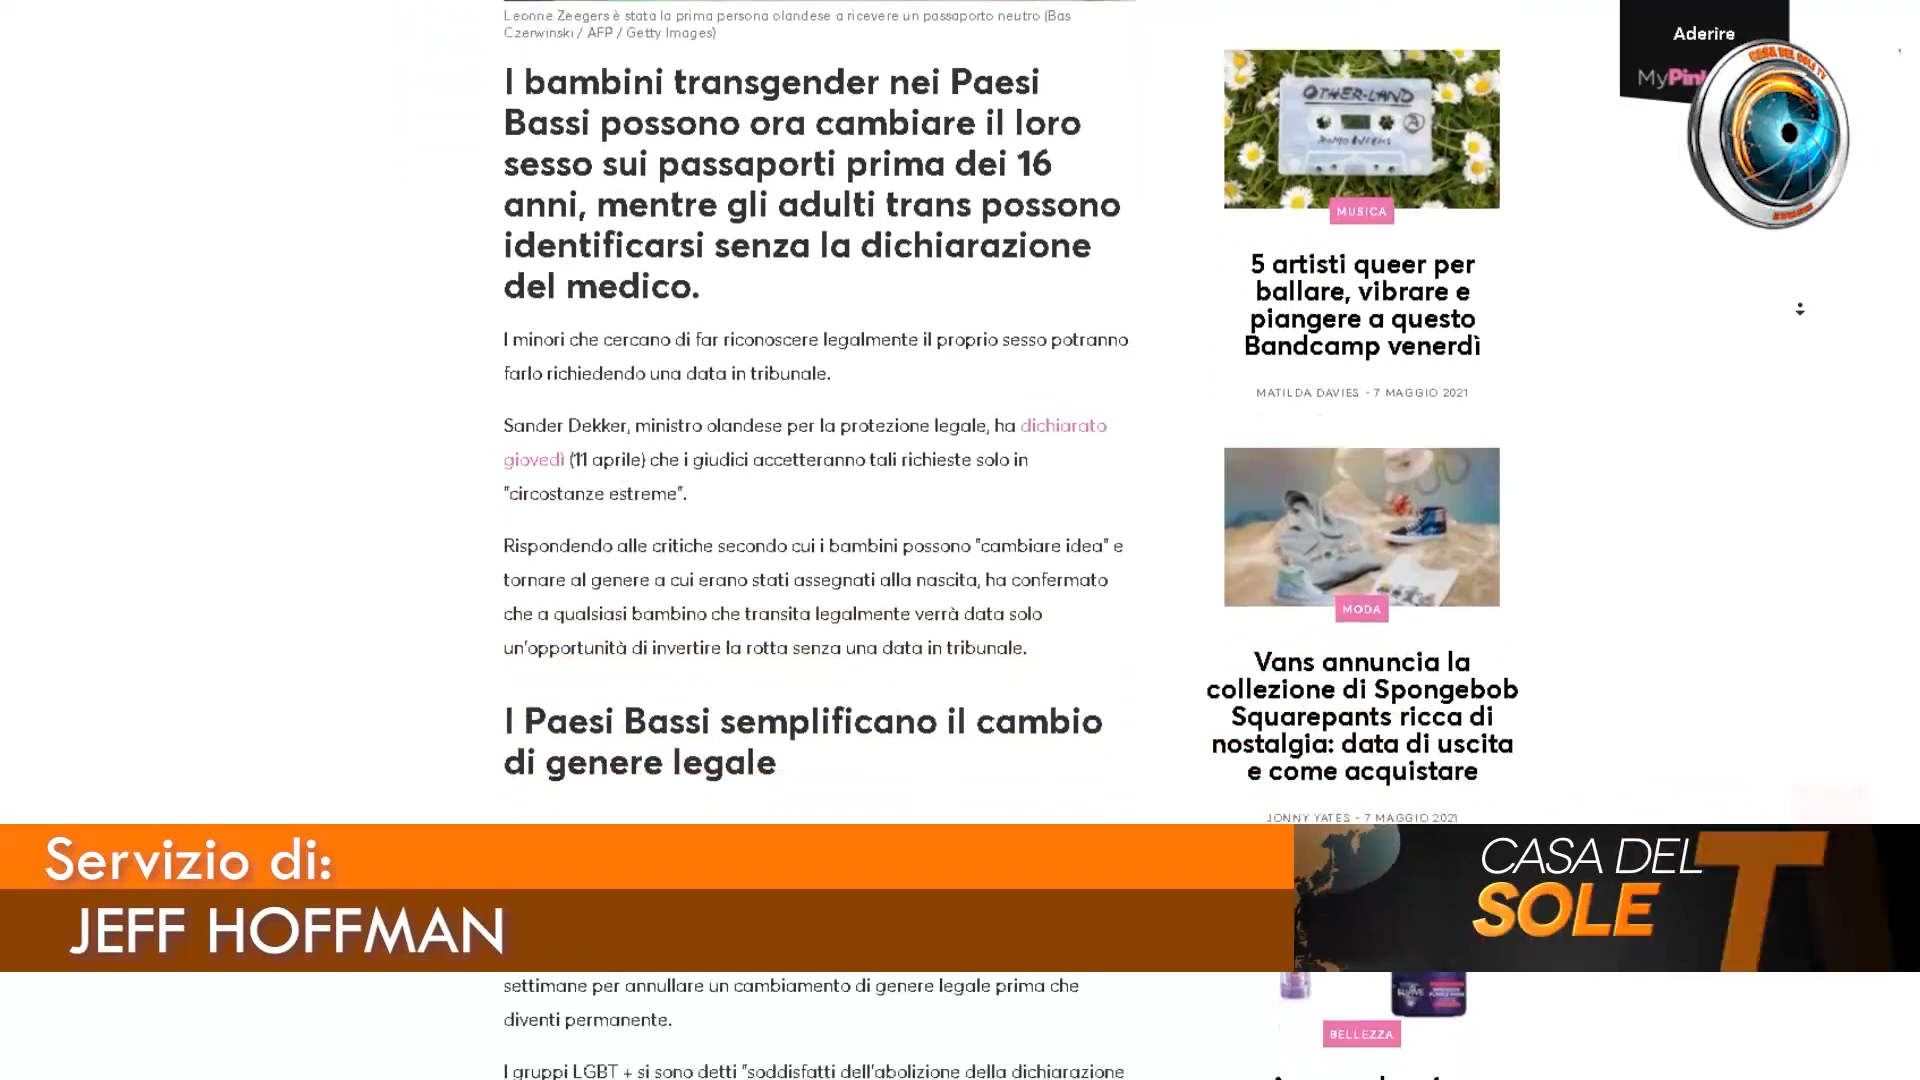 Leonne Zeegers è stata la prima persona olandese a ricevere un passaporto neutro (Bas
Czerwinski / AFP / Getty Images)
I bambini transgender nei Paesi
Bassi possono ora cambiare il loro
sesso sui passaporti prima dei 16
anni, mentre gli adulti trans possono
identificarsi senza la dichiarazione
del medico.
I minori che cercano di far riconoscere legalmente il proprio sesso potranno
farlo richiedendo una data in tribunale.
Sander Dekker, ministro olandese per la protezione legale, ha dichiarato
giovedì (11 aprile) che i giudici accetteranno tali richieste solo in
"circostanze estreme".
Rispondendo alle critiche secondo cui i bambini possono "cambiare idea" e
tornare al genere a cui erano stati assegnati alla nascita, ha confermato
che a qualsiasi bambino che transita legalmente verrà data solo
un'opportunità di invertire la rotta senza una data in tribunale.
I Paesi Bassi semplificano il cambio
di genere legale
settimane per annullare un cambiamento di genere legale prima che
diventi permanente.
I gruppi LGBT + si sono detti "soddisfatti dell'abolizione della dichiarazione
OTHER-LAND
MUSICA
5 artisti queer per
ballare, vibrare e
piangere a questo
Bandcamp venerdì
MATILDA DAVIES - 7 MAGGIO 2021
MODA
Vans annuncia la
collezione di Spongebob
Squarepants ricca di
nostalgia: data di uscita
e come acquistare
JONNY YATES - 7 MAGGIO 2021
BELLEZZA
Aderire
CASA DEL SOLE TV
Servizio di:
JEFF HOFFMAN
CASA DEL
SOLE T